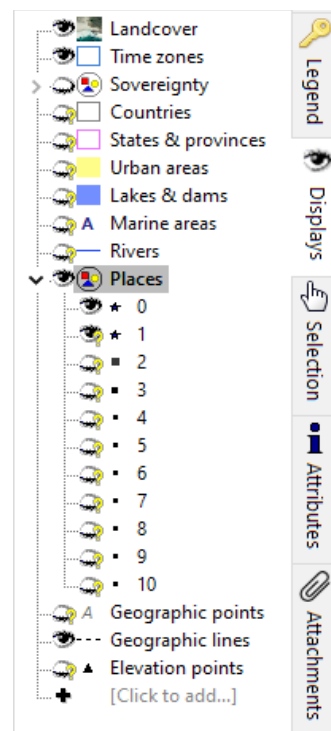 Landcover
Time zones
Sovereignty
Countries
States & provinces
Urban areas
Lakes & dams
A Marine areas
Rivers
Places
0
1
2
3
4
5
6
7
8
9
10
A Geographic points
Geographic lines
Elevation points
[Click to add...]
Legend
Displays
Selection
Attributes
Attachments